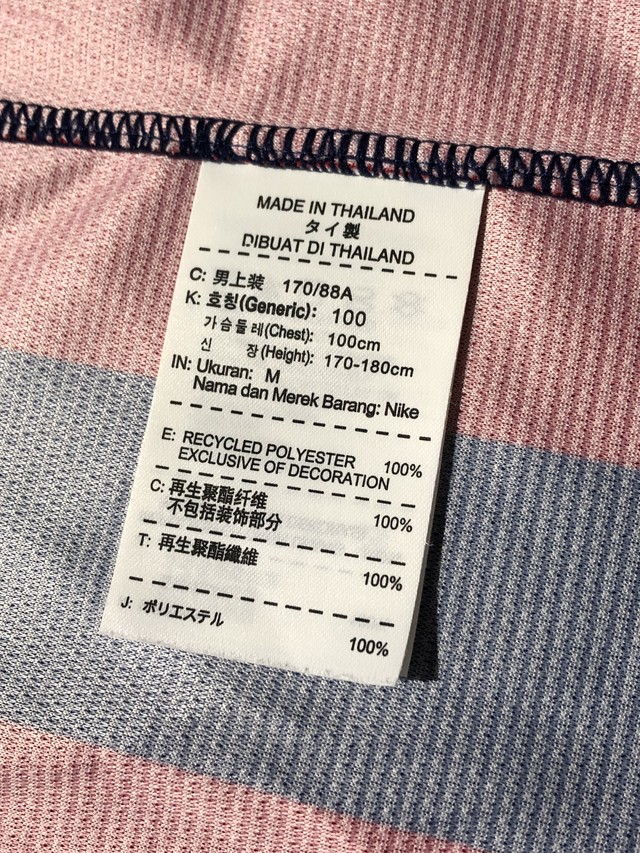 MADE IN THAILAND
タイ製
DIBUAT DI THAILAND
C: 男上装 170/88A
K: 호칭(Generic): 100
가슴둘레(Chest): 100cm
신 장(Height): 170-180cm
IN: Ukuran: M
Nama dan Merek Barang: Nike
E: RECYCLED POLYESTER 100%
EXCLUSIVE OF DECORATION
C: 再生聚酯纤维 100%
不包括装饰部分
T: 再生聚酯纖維 100%
J: ポリエステル 100%